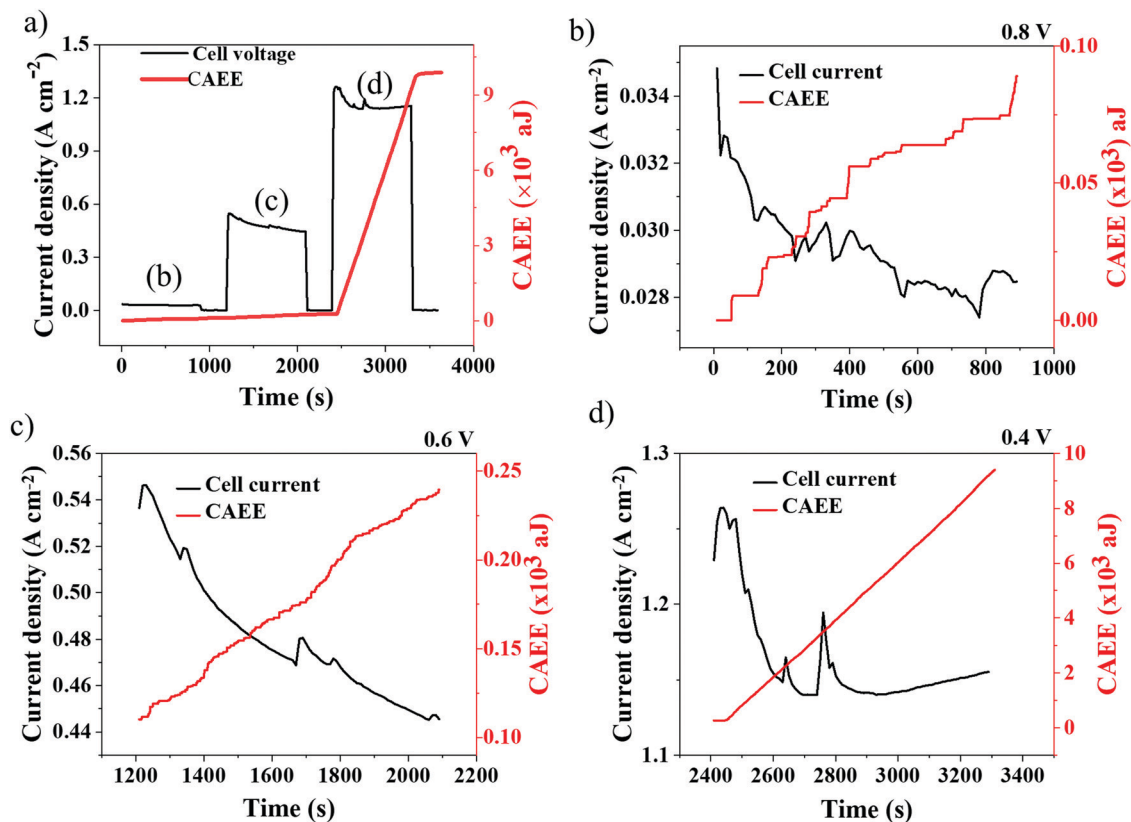 a)
Current density (A cm⁻²)
1.5
1.2
0.9
0.6
0.3
0.0
Cell voltage
CAEE
(b)
(c)
(d)
9
6
3
0
CAEE (×10³ aJ)
0 1000 2000 3000 4000
Time (s)
b)
0.8 V
Current density (A cm⁻²)
0.034
0.032
0.030
0.028
Cell current
CAEE
0.10
0.05
0.00
CAEE (x10³) aJ)
0 200 400 600 800 1000
Time (s)
c)
0.6 V
Current density (A cm⁻²)
0.56
0.54
0.52
0.50
0.48
0.46
0.44
Cell current
CAEE
0.25
0.20
0.15
0.10
CAEE (x10³ aJ)
1200 1400 1600 1800 2000 2200
Time (s)
d)
0.4 V
Current density (A cm⁻²)
1.3
1.2
1.1
Cell current
CAEE
10
8
6
4
2
0
CAEE (x10³ aJ)
2400 2600 2800 3000 3200 3400
Time (s)